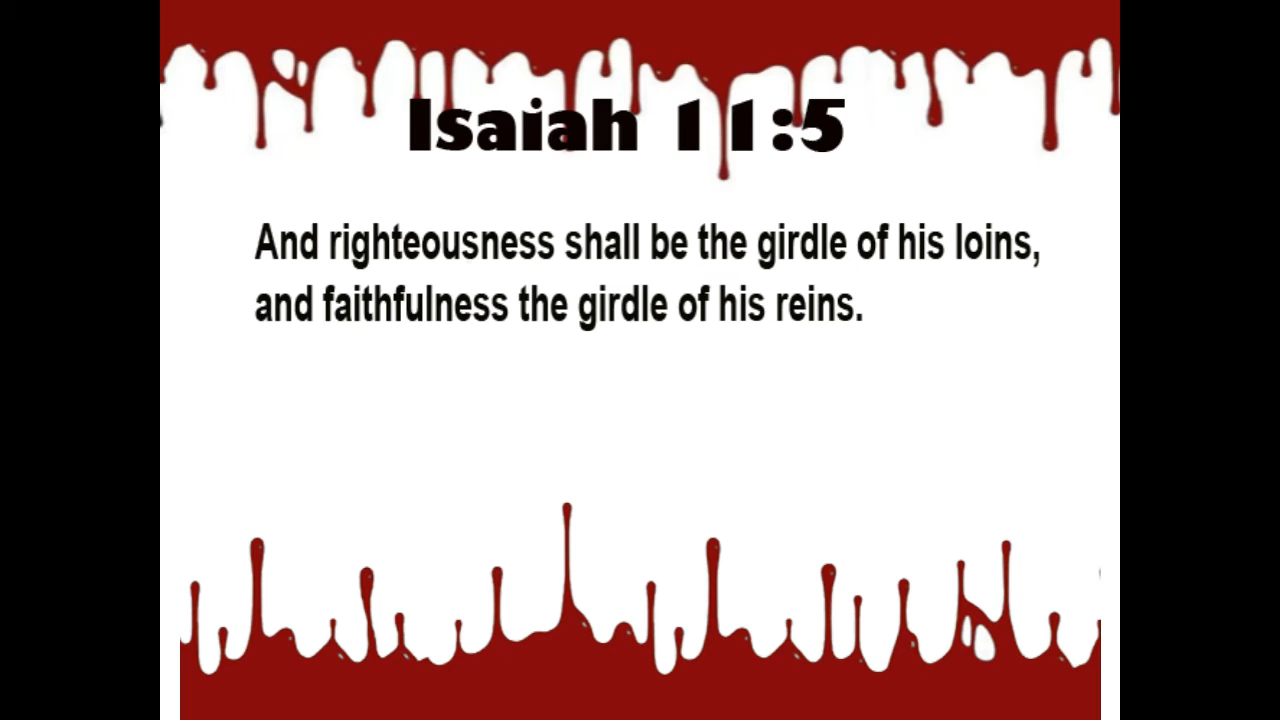 Isaiah 11:5
And righteousness shall be the girdle of his loins,
and faithfulness the girdle of his reins.